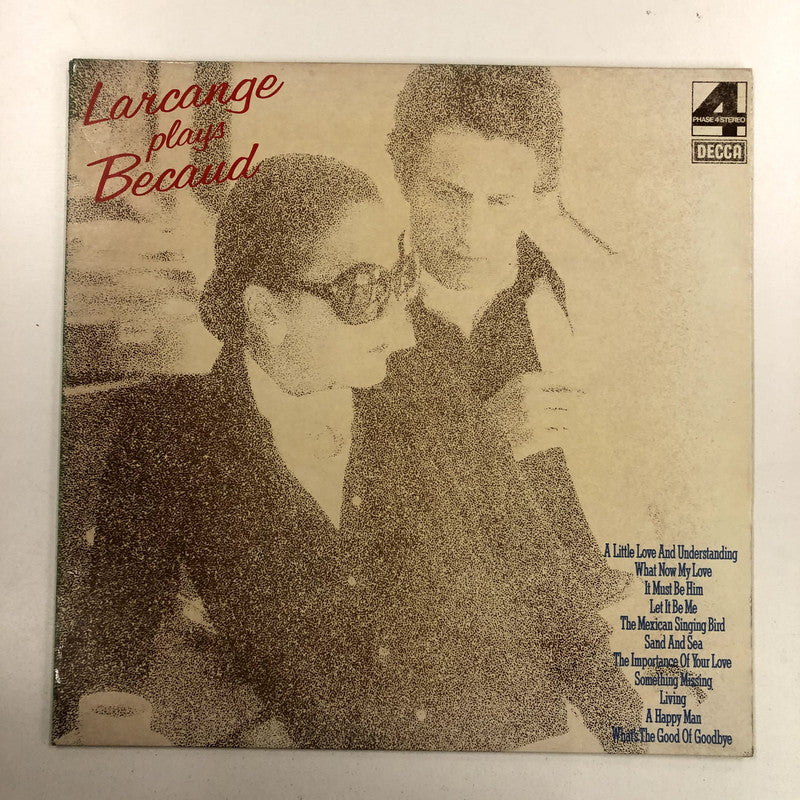 Larcange
plays
Becaud
4
PHASE 4 STEREO
DECCA
A Little Love And Understanding
What Now My Love
It Must Be Him
Let It Be Me
The Mexican Singing Bird
Sand And Sea
The Importance Of Your Love
Something Missing
Living
A Happy Man
What's The Good Of Goodbye